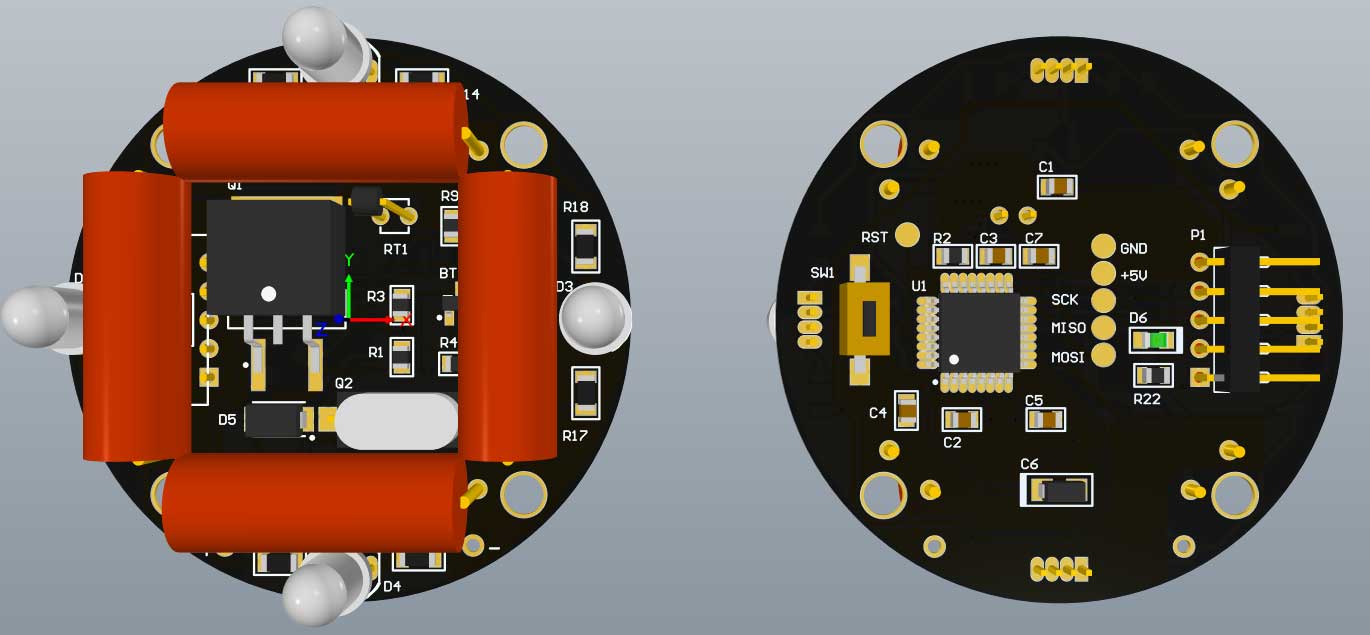 14
Q1
R9
R18
RT1
Y
BT
D3
R3
X
Z
R1
R4
Q2
D5
R17
D4
C1
RST
R2
C3
C7
GND
P1
+5V
SW1
U1
SCK
D6
MISO
MOSI
R22
C4
C2
C5
C6